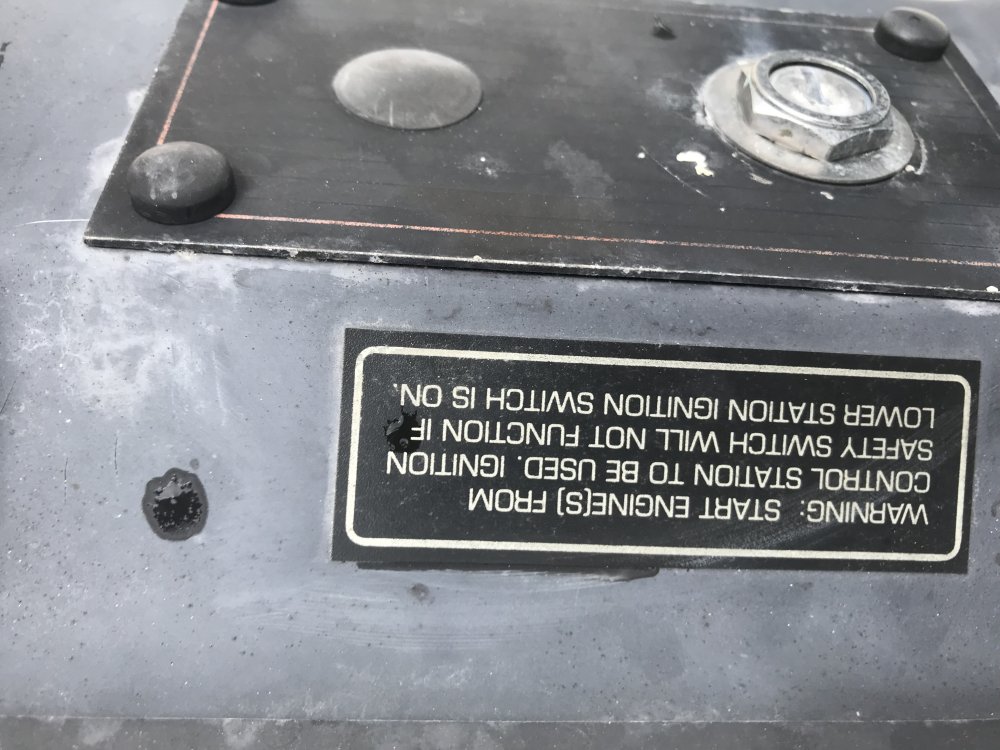 WARNING: START ENGINE(S) FROM
CONTROL STATION TO BE USED. IGNITION
SAFETY SWITCH WILL NOT FUNCTION IF
LOWER STATION IGNITION SWITCH IS ON.